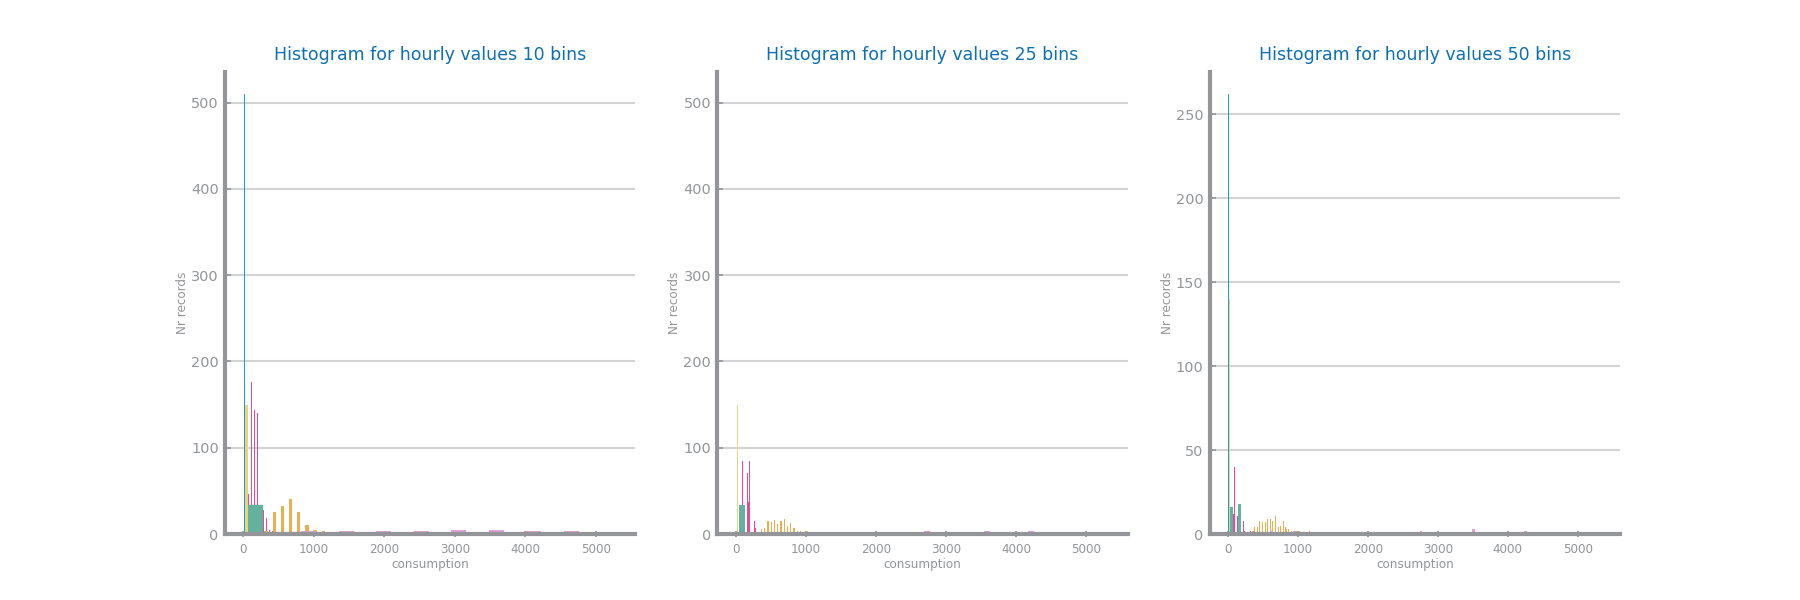 Histogram for hourly values 10 bins
500
400
300
200
100
0
Nr records
0 1000 2000 3000 4000 5000
consumption
Histogram for hourly values 25 bins
500
400
300
200
100
0
Nr records
0 1000 2000 3000 4000 5000
consumption
Histogram for hourly values 50 bins
250
200
150
100
50
0
Nr records
0 1000 2000 3000 4000 5000
consumption